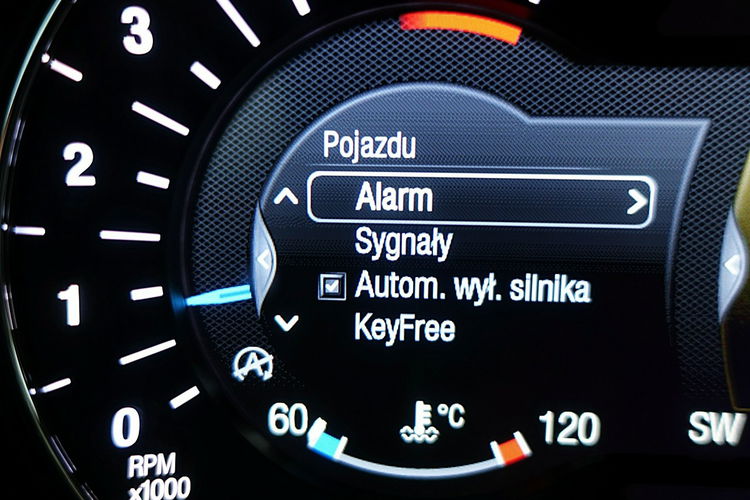 3
2
1
0
RPM
x1000
Pojazdu
Alarm
Sygnały
Autom. wył. silnika
KeyFree
A
60
°C
120
SW